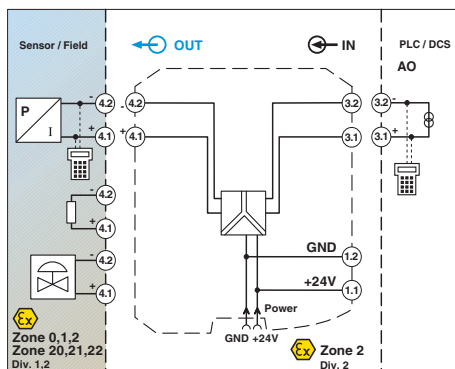 Sensor / Field
OUT
IN
PLC / DCS
AO
P
I
-
4.2
-
4.2
3.2
3.2
-
+
4.1
+
4.1
3.1
3.1
+
-
4.2
+
4.1
-
4.2
+
4.1
GND
1.2
+24V
1.1
Power
GND +24V
Ex
Zone 0,1,2
Zone 20,21,22
Div. 1,2
Ex
Zone 2
Div. 2